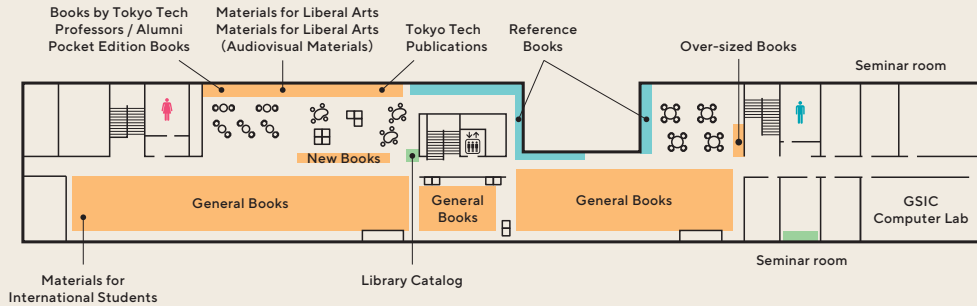 Books by Tokyo Tech
Professors / Alumni
Pocket Edition Books
Materials for Liberal Arts
Materials for Liberal Arts
(Audiovisual Materials)
Tokyo Tech
Publications
Reference
Books
Over-sized Books
Seminar room
New Books
General Books
General
Books
General Books
GSIC
Computer Lab
Materials for
International Students
Library Catalog
Seminar room